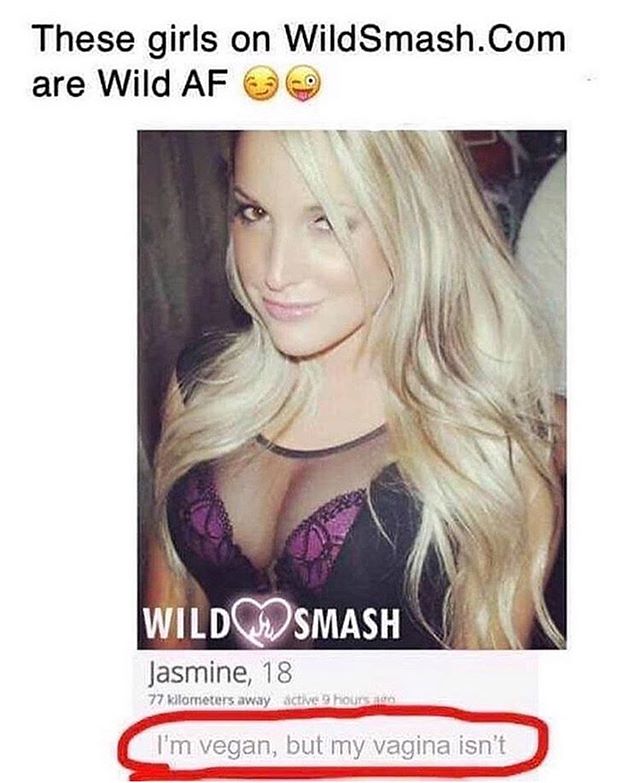 These girls on WildSmash.Com
are Wild AF 😏😜
WILD SMASH
Jasmine, 18
77 kilometers away active 9 hours ago
I'm vegan, but my vagina isn't